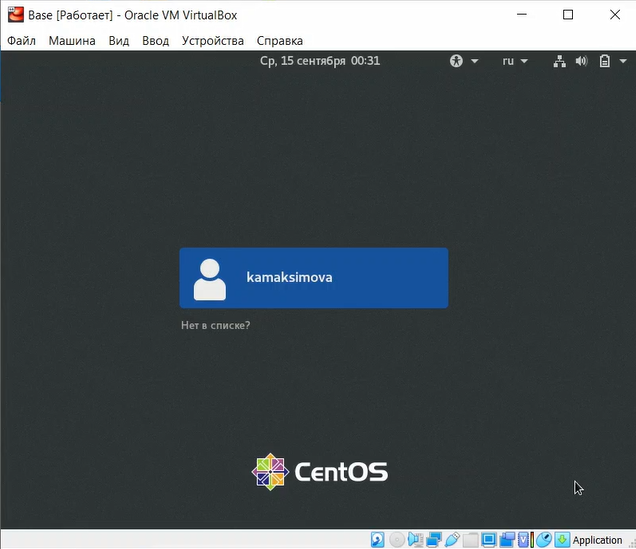 Base [Работает] - Oracle VM VirtualBox
Файл Машина Вид Ввод Устройства Справка
Ср, 15 сентября 00:31 ru
kamaksimova
Нет в списке?
CentOS
Application